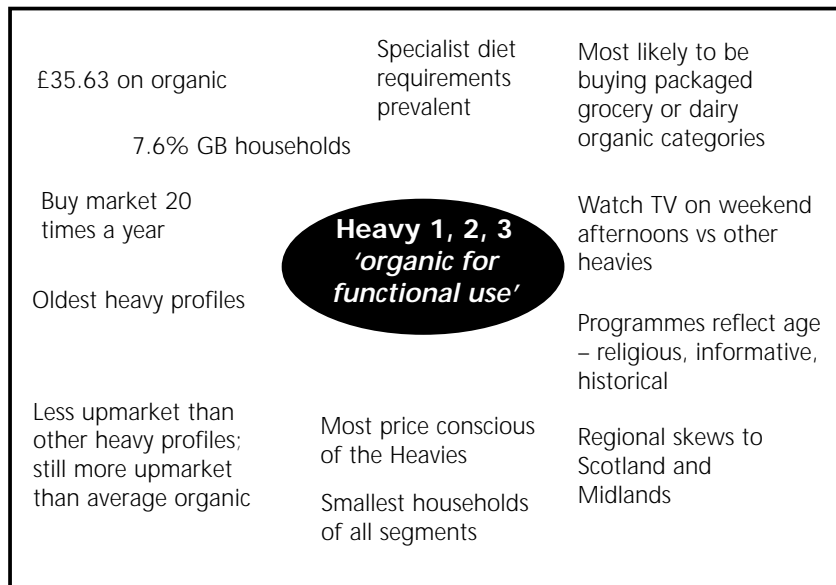 £35.63 on organic
Specialist diet
requirements
prevalent
Most likely to be
buying packaged
grocery or dairy
organic categories
7.6% GB households
Buy market 20
times a year
Heavy 1, 2, 3
‘organic for
functional use’
Watch TV on weekend
afternoons vs other
heavies
Oldest heavy profiles
Programmes reflect age
– religious, informative,
historical
Less upmarket than
other heavy profiles;
still more upmarket
than average organic
Most price conscious
of the Heavies
Regional skews to
Scotland and
Midlands
Smallest households
of all segments